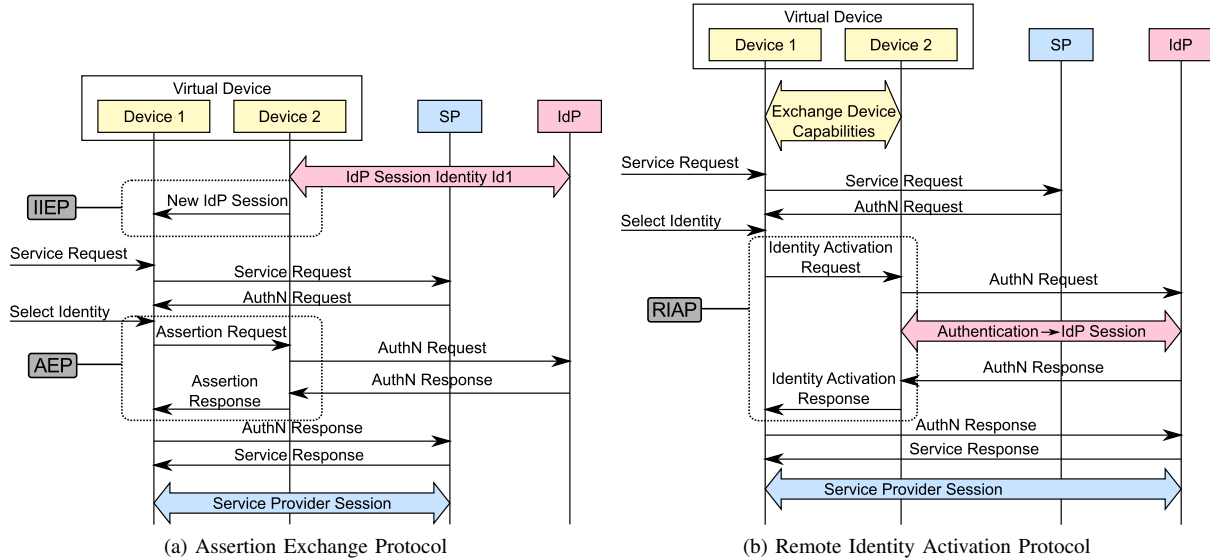 Virtual Device
Device 1
Device 2
SP
IdP
IdP Session Identity Id1
IIEP
New IdP Session
Service Request
Service Request
AuthN Request
Select Identity
AEP
Assertion Request
AuthN Request
AuthN Response
Assertion
Response
AuthN Response
Service Response
Service Provider Session
(a) Assertion Exchange Protocol
Virtual Device
Device 1
Device 2
SP
IdP
Exchange Device
Capabilities
Service Request
Service Request
AuthN Request
Select Identity
Identity Activation
Request
AuthN Request
RIAP
Authentication → IdP Session
AuthN Response
Identity Activation
Response
AuthN Response
Service Response
Service Provider Session
(b) Remote Identity Activation Protocol